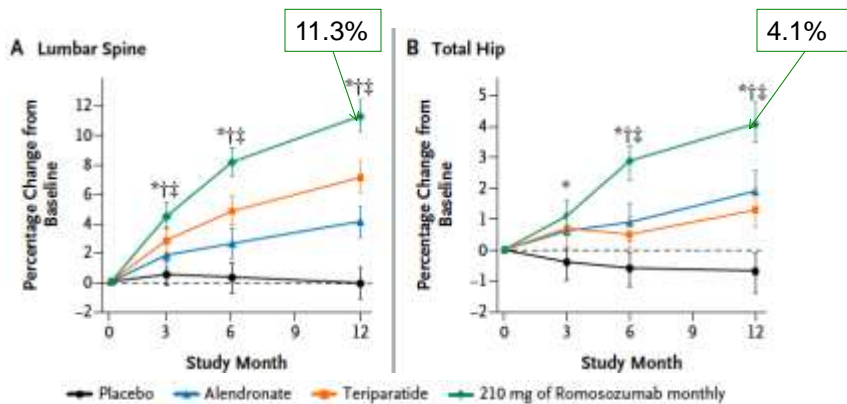 11.3%
4.1%
A Lumbar Spine
B Total Hip
Percentage Change from
Baseline
12
10
8
6
4
2
0
−2
*†‡
*†‡
*†‡
0 3 6 9 12
Study Month
Percentage Change from
Baseline
5
4
3
2
1
0
−1
−2
*
*†‡
*†‡
0 3 6 9 12
Study Month
Placebo Alendronate Teriparatide 210 mg of Romosozumab monthly